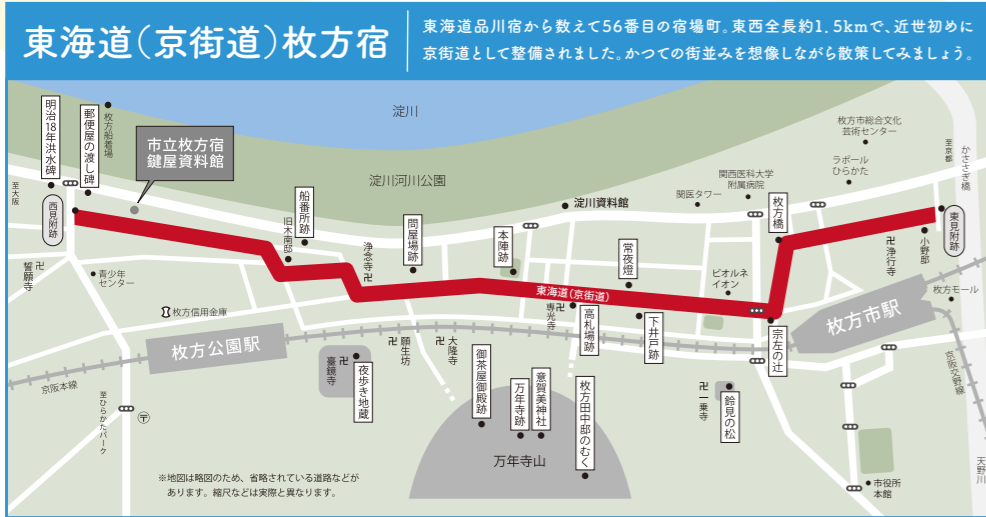 東海道(京街道)枚方宿
東海道品川宿から数えて56番目の宿場町。東西全長約1.5kmで、近世初めに
京街道として整備されました。かつての街並みを想像しながら散策してみましょう。
明治18年洪水碑
郵便屋の渡し碑
枚方船着場
市立枚方宿
鍵屋資料館
淀川
淀川河川公園
枚方市総合文化
芸術センター
ラポール
ひらかた
至京都
かささぎ橋
至大阪
西見附跡
船番所跡
旧木南邸
浄念寺
問屋場跡
本陣跡
淀川資料館
常夜燈
関医タワー
関西医科大学
附属病院
枚方橋
東見附跡
小野邸
浄行寺
誓願寺
青少年
センター
枚方信用金庫
東海道(京街道)
ビオルネ
イオン
枚方モール
専光寺
高札場跡
下井戸跡
宗左の辻
枚方市駅
枚方公園駅
京阪本線
臺鏡寺
夜歩き地蔵
願生坊
大隆寺
御茶屋御殿跡
万年寺跡
意賀美神社
枚方田中邸のむく
万年寺山
一乗寺
鈴見の松
京阪交野線
天野川
至ひらかたパーク
〒
市役所
本館
※地図は略図のため、省略されている道路などが
あります。縮尺などは実際と異なります。